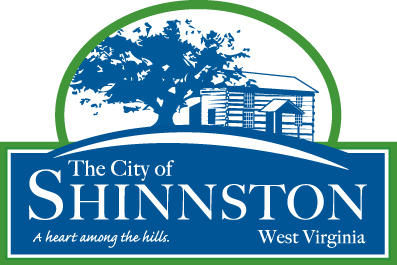 The City of
SHINNSTON
A heart among the hills.
West Virginia